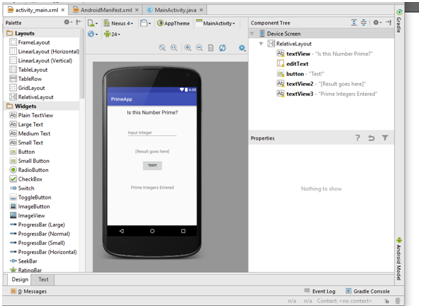 activity_main.xml
AndroidManifest.xml
MainActivity.java
Palette
Nexus 4
AppTheme
MainActivity
24
Component Tree
Gradle
Layouts
FrameLayout
LinearLayout (Horizontal)
LinearLayout (Vertical)
TableLayout
TableRow
GridLayout
RelativeLayout
Widgets
Plain TextView
Large Text
Medium Text
Small Text
Button
Small Button
RadioButton
CheckBox
Switch
ToggleButton
ImageButton
ImageView
ProgressBar (Large)
ProgressBar (Normal)
ProgressBar (Small)
ProgressBar (Horizontal)
SeekBar
RatingBar
6:00
PrimeApp
Is this Number Prime?
Input Integer
[Result goes here]
TEST!
Prime Integers Entered
Device Screen
RelativeLayout
textView - "Is this Number Prime?"
editText
button - "Test!"
textView2 - "[Result goes here]"
textView3 - "Prime Integers Entered"
Properties
Nothing to show
Android Model
Design
Text
0: Messages
Event Log
Gradle Console
n/a n/a Context: <no context>